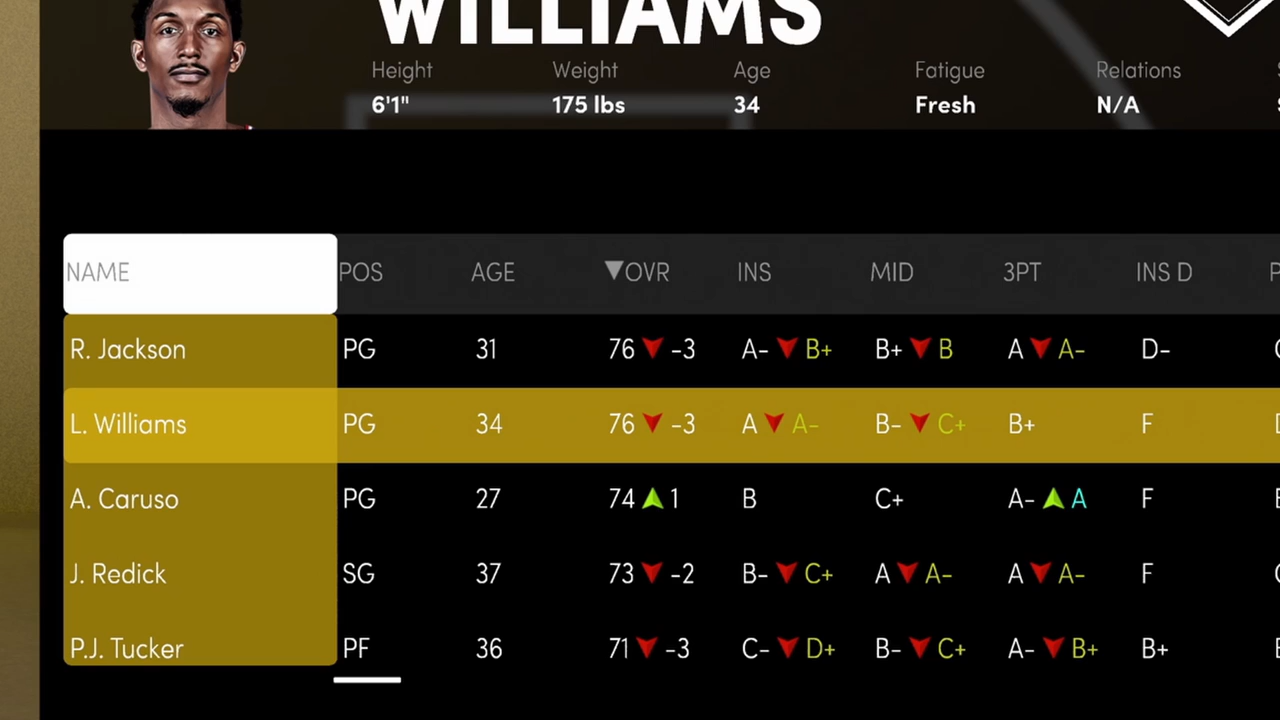 WILLIAMS
Height Weight Age Fatigue Relations
6'1" 175 lbs 34 Fresh N/A
NAME POS AGE ▼OVR INS MID 3PT INS D
R. Jackson PG 31 76 -3 A- B+ B+ B A A- D-
L. Williams PG 34 76 -3 A A- B- C+ B+ F
A. Caruso PG 27 74 1 B C+ A- A F
J. Redick SG 37 73 -2 B- C+ A A- A A- F
P.J. Tucker PF 36 71 -3 C- D+ B- C+ A- B+ B+